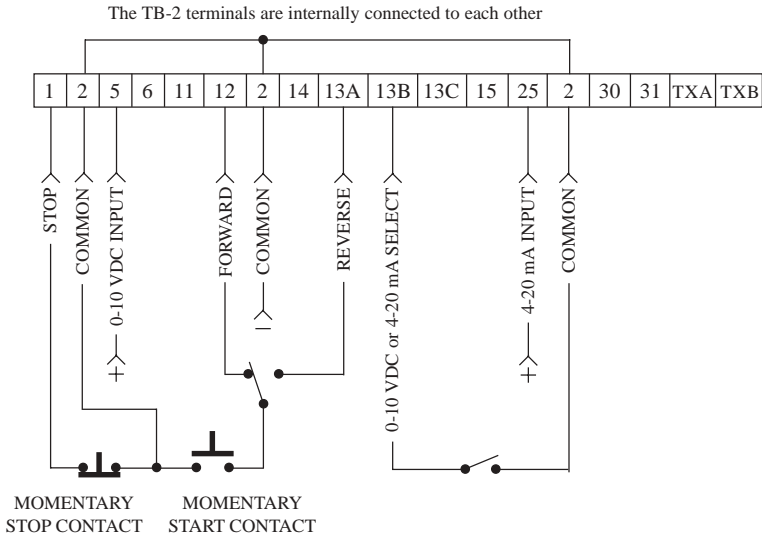 The TB-2 terminals are internally connected to each other
1 2 5 6 11 12 2 14 13A 13B 13C 15 25 2 30 31 TXA TXB
STOP
COMMON
0-10 VDC INPUT
FORWARD
COMMON
REVERSE
0-10 VDC or 4-20 mA SELECT
4-20 mA INPUT
COMMON
+
−
+
MOMENTARY
STOP CONTACT
MOMENTARY
START CONTACT